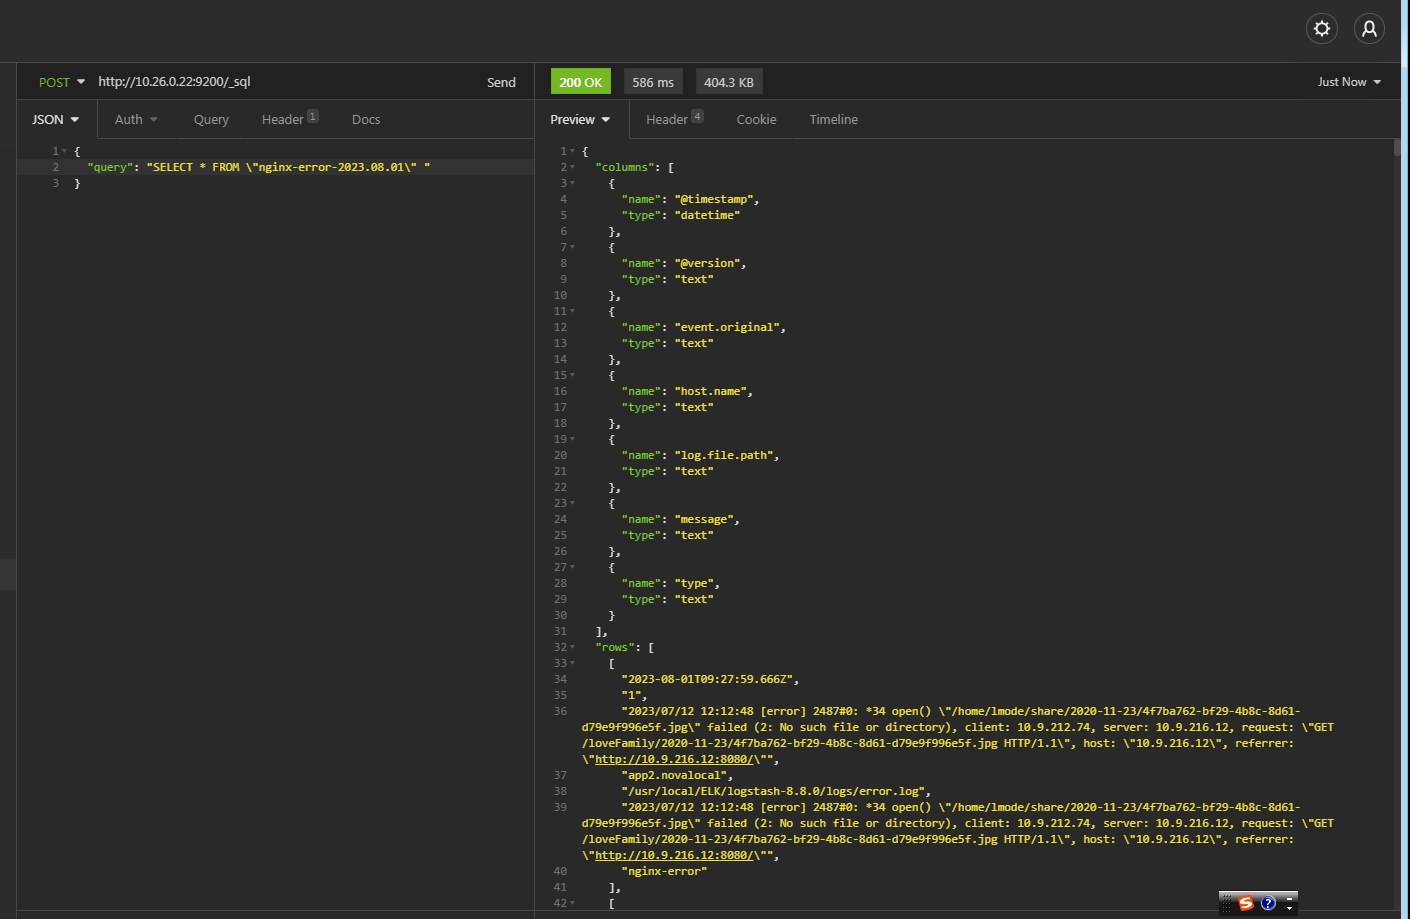 POST http://10.26.0.22:9200/_sql Send
200 OK 586 ms 404.3 KB Just Now
JSON Auth Query Header 1 Docs
Preview Header 4 Cookie Timeline
1 {
2 "query": "SELECT * FROM \"nginx-error-2023.08.01\" "
3 }
1 {
2 "columns": [
3 {
4 "name": "@timestamp",
5 "type": "datetime"
6 },
7 {
8 "name": "@version",
9 "type": "text"
10 },
11 {
12 "name": "event.original",
13 "type": "text"
14 },
15 {
16 "name": "host.name",
17 "type": "text"
18 },
19 {
20 "name": "log.file.path",
21 "type": "text"
22 },
23 {
24 "name": "message",
25 "type": "text"
26 },
27 {
28 "name": "type",
29 "type": "text"
30 }
31 ],
32 "rows": [
33 [
34 "2023-08-01T09:27:59.666Z",
35 "1",
36 "2023/07/12 12:12:48 [error] 2487#0: *34 open() \"/home/lmode/share/2020-11-23/4f7ba762-bf29-4b8c-8d61-
d79e9f996e5f.jpg\" failed (2: No such file or directory), client: 10.9.212.74, server: 10.9.216.12, request: \"GET
/loveFamily/2020-11-23/4f7ba762-bf29-4b8c-8d61-d79e9f996e5f.jpg HTTP/1.1\", host: \"10.9.216.12\", referrer:
\"http://10.9.216.12:8080/\"",
37 "app2.novalocal",
38 "/usr/local/ELK/logstash-8.8.0/logs/error.log",
39 "2023/07/12 12:12:48 [error] 2487#0: *34 open() \"/home/lmode/share/2020-11-23/4f7ba762-bf29-4b8c-8d61-
d79e9f996e5f.jpg\" failed (2: No such file or directory), client: 10.9.212.74, server: 10.9.216.12, request: \"GET
/loveFamily/2020-11-23/4f7ba762-bf29-4b8c-8d61-d79e9f996e5f.jpg HTTP/1.1\", host: \"10.9.216.12\", referrer:
\"http://10.9.216.12:8080/\"",
40 "nginx-error"
41 ],
42 [
S ?